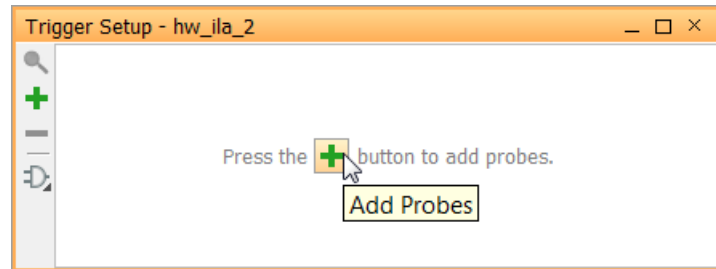 Trigger Setup - hw_ila_2
Press the button to add probes.
Add Probes